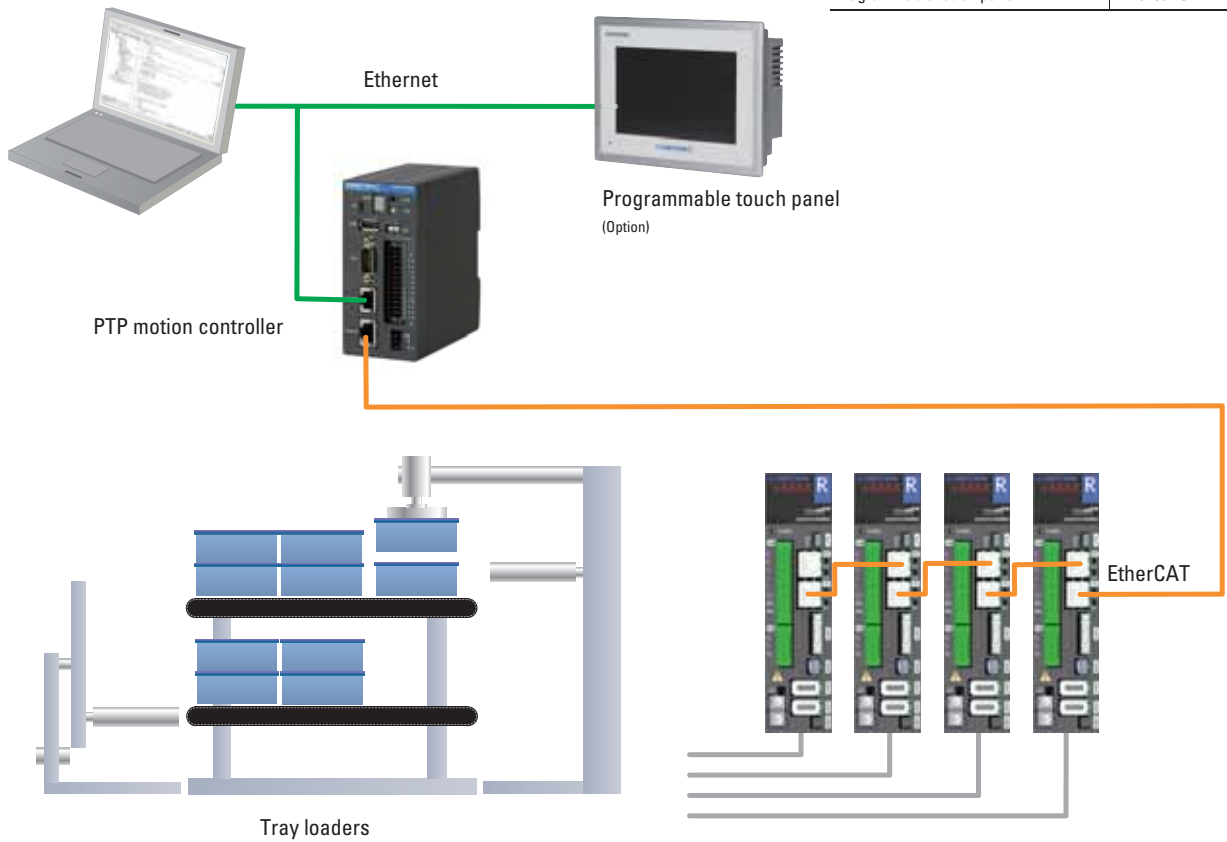 Ethernet
Programmable touch panel
(Option)
PTP motion controller
R
R
R
R
EtherCAT
Tray loaders